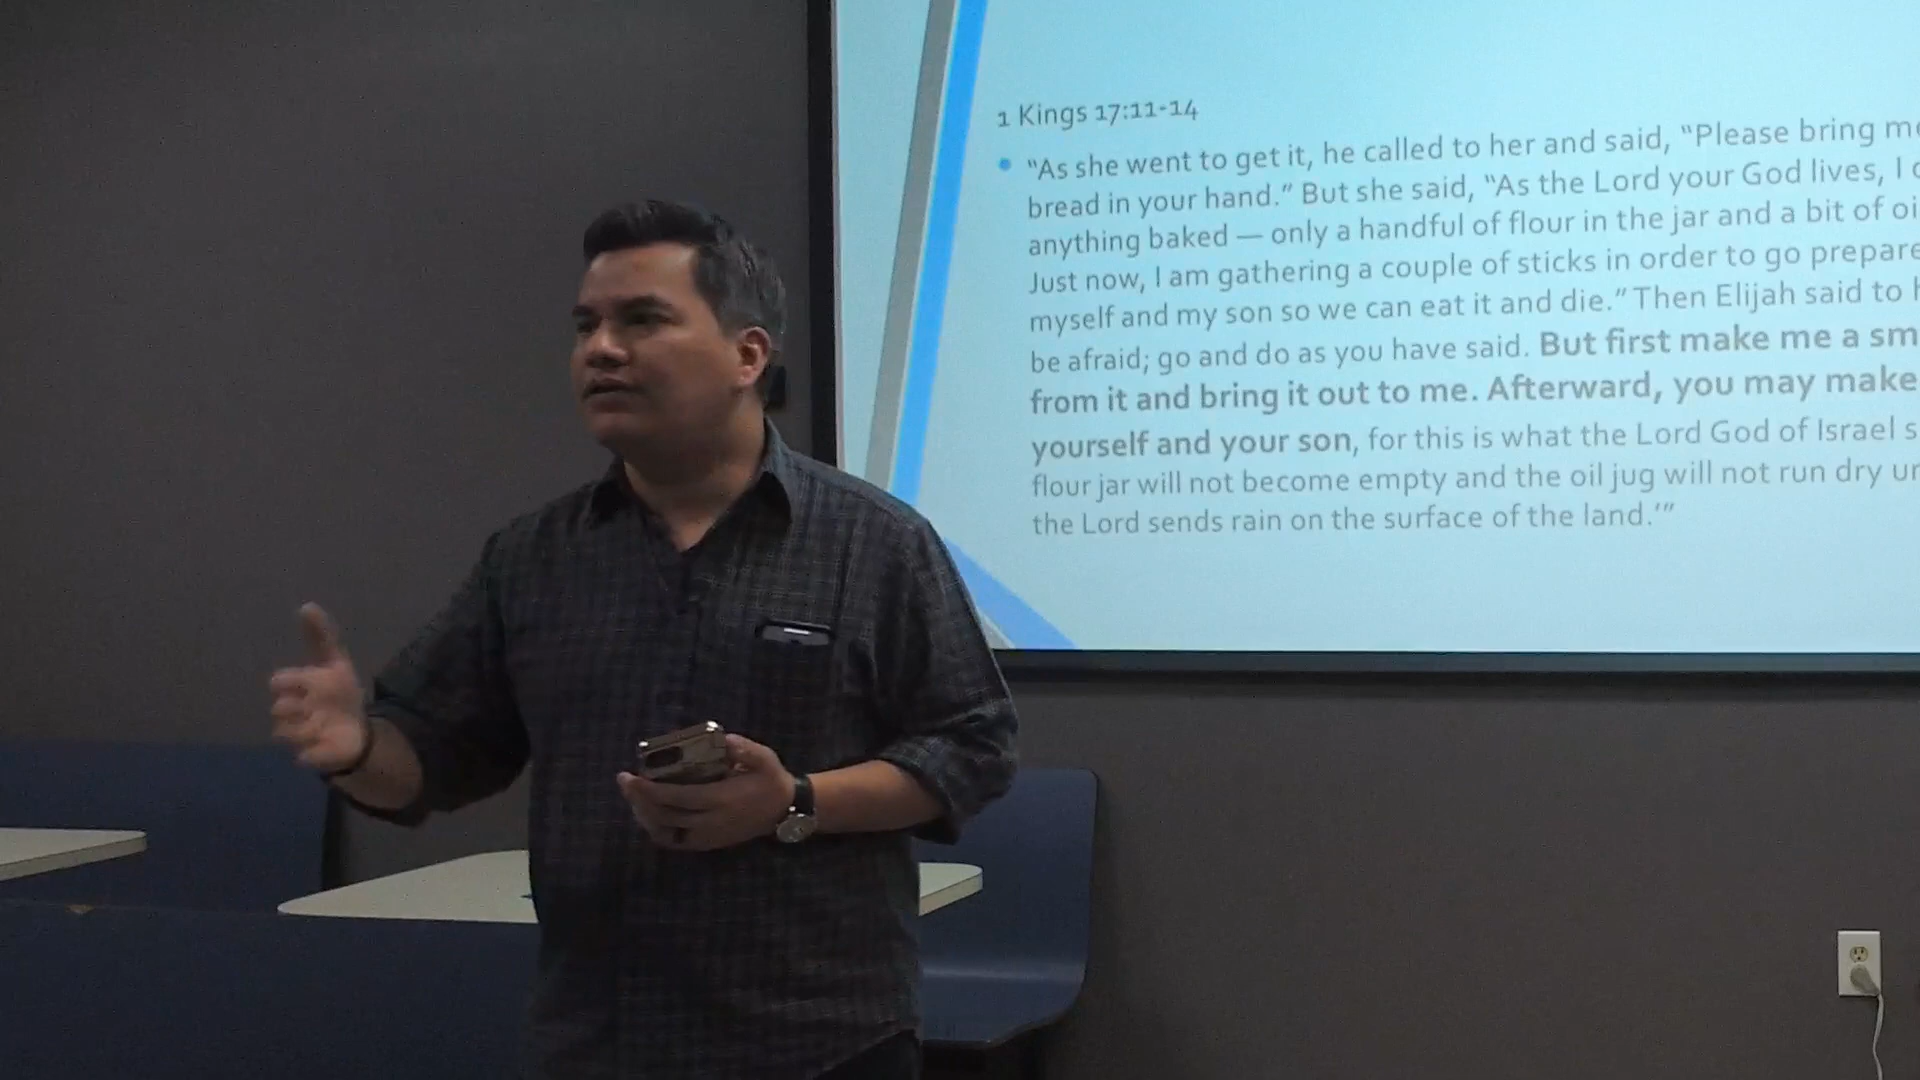 1 Kings 17:11-14
• “As she went to get it, he called to her and said, “Please bring me
bread in your hand.” But she said, “As the Lord your God lives, I
anything baked — only a handful of flour in the jar and a bit of
Just now, I am gathering a couple of sticks in order to go prepare
myself and my son so we can eat it and die.” Then Elijah said to
be afraid; go and do as you have said. But first make me a
from it and bring it out to me. Afterward, you may make
yourself and your son, for this is what the Lord God of Israel
flour jar will not become empty and the oil jug will not run dry
the Lord sends rain on the surface of the land.’”